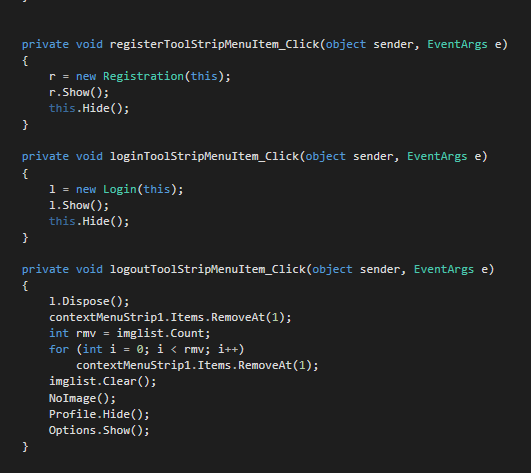 }
private void registerToolStripMenuItem_Click(object sender, EventArgs e)
{
    r = new Registration(this);
    r.Show();
    this.Hide();
}
private void loginToolStripMenuItem_Click(object sender, EventArgs e)
{
    l = new Login(this);
    l.Show();
    this.Hide();
}
private void logoutToolStripMenuItem_Click(object sender, EventArgs e)
{
    l.Dispose();
    contextMenuStrip1.Items.RemoveAt(1);
    int rmv = imglist.Count;
    for (int i = 0; i < rmv; i++)
        contextMenuStrip1.Items.RemoveAt(1);
    imglist.Clear();
    NoImage();
    Profile.Hide();
    Options.Show();
}